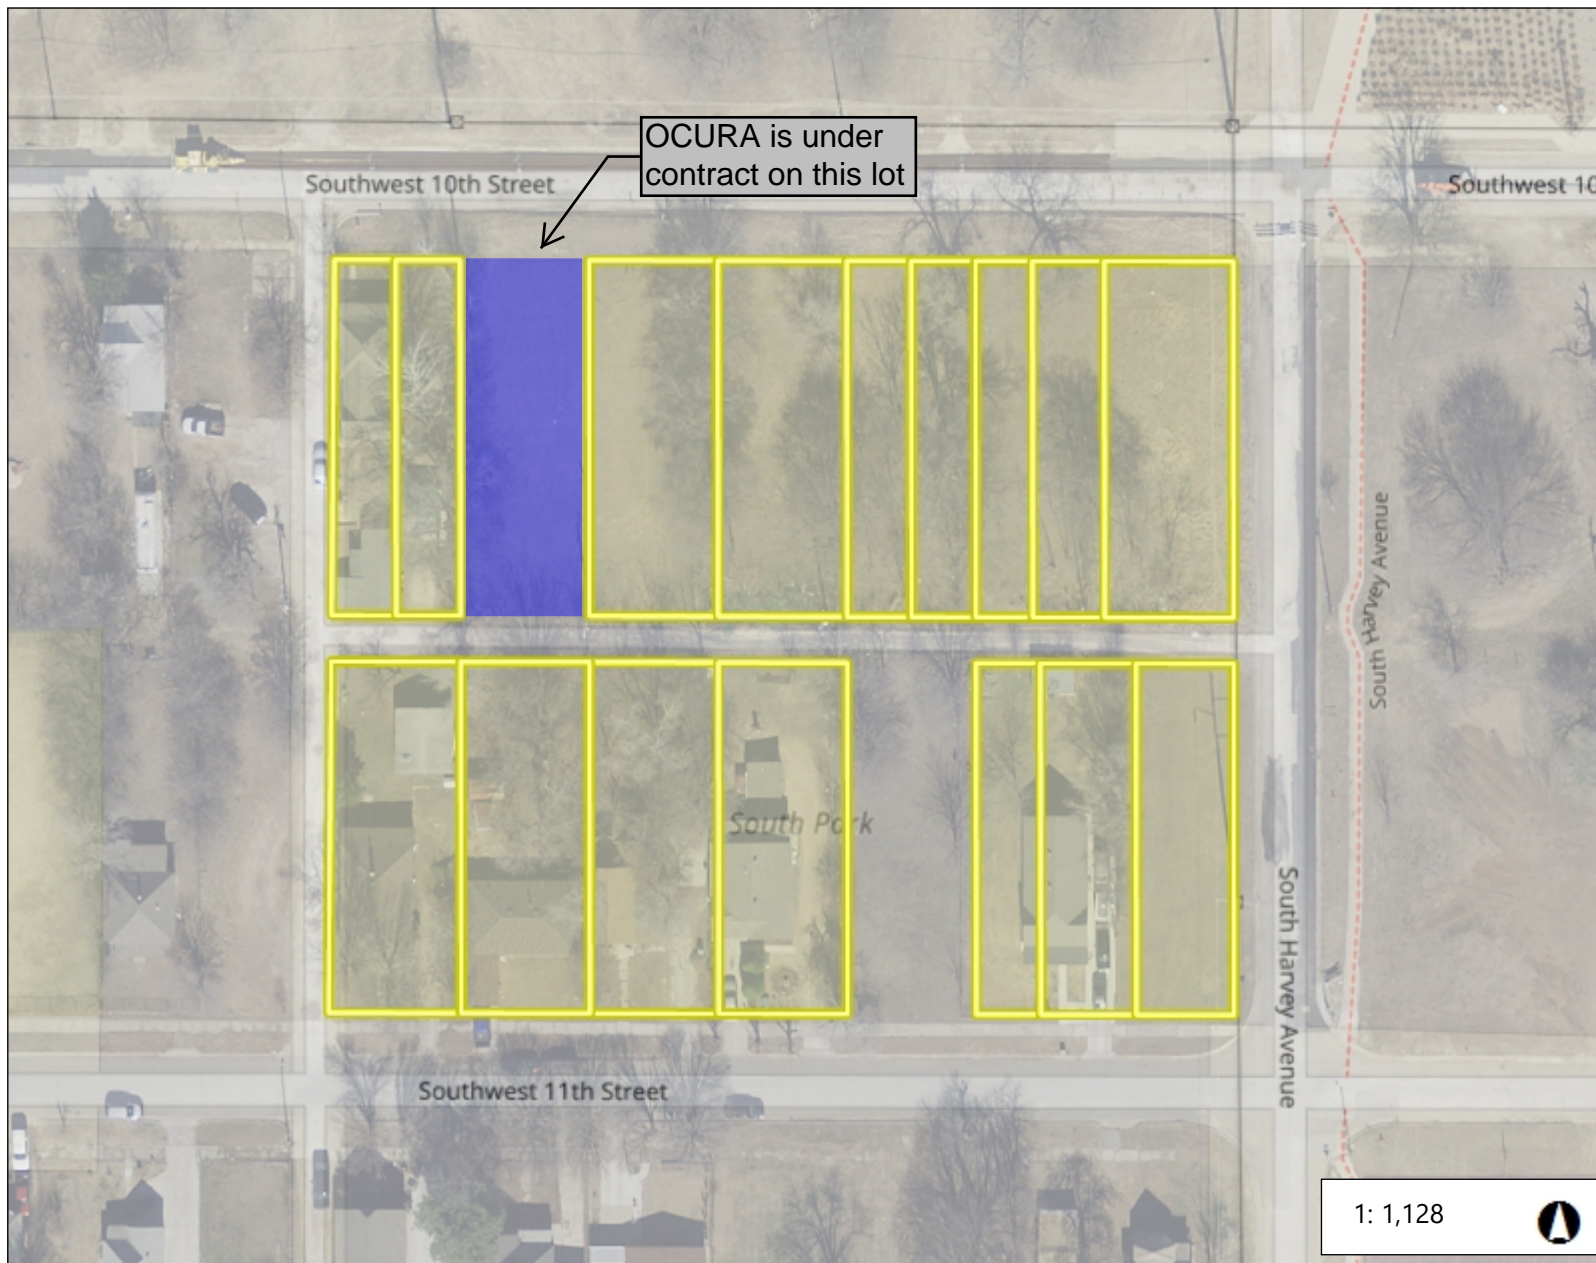 OCURA is under
contract on this lot
Southwest 10th Street
Southwest 10
South Harvey Avenue
South Park
South Harvey Avenue
Southwest 11th Street
1: 1,128